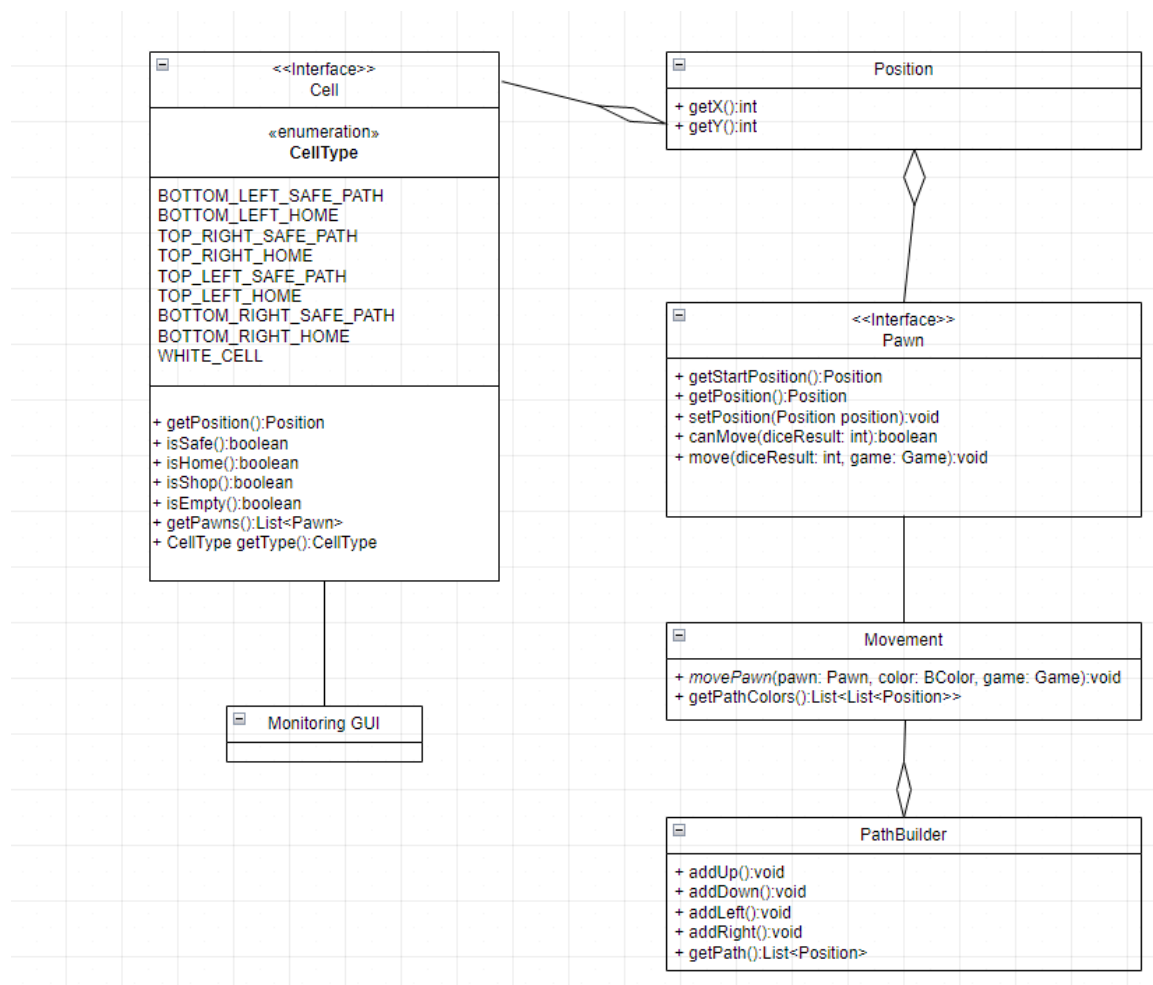 <<Interface>>
Cell
«enumeration»
CellType
BOTTOM_LEFT_SAFE_PATH
BOTTOM_LEFT_HOME
TOP_RIGHT_SAFE_PATH
TOP_RIGHT_HOME
TOP_LEFT_SAFE_PATH
TOP_LEFT_HOME
BOTTOM_RIGHT_SAFE_PATH
BOTTOM_RIGHT_HOME
WHITE_CELL
+ getPosition():Position
+ isSafe():boolean
+ isHome():boolean
+ isShop():boolean
+ isEmpty():boolean
+ getPawns():List<Pawn>
+ CellType getType():CellType
Monitoring GUI
Position
+ getX():int
+ getY():int
<<Interface>>
Pawn
+ getStartPosition():Position
+ getPosition():Position
+ setPosition(Position position):void
+ canMove(diceResult: int):boolean
+ move(diceResult: int, game: Game):void
Movement
+ movePawn(pawn: Pawn, color: BColor, game: Game):void
+ getPathColors():List<List<Position>>
PathBuilder
+ addUp():void
+ addDown():void
+ addLeft():void
+ addRight():void
+ getPath():List<Position>